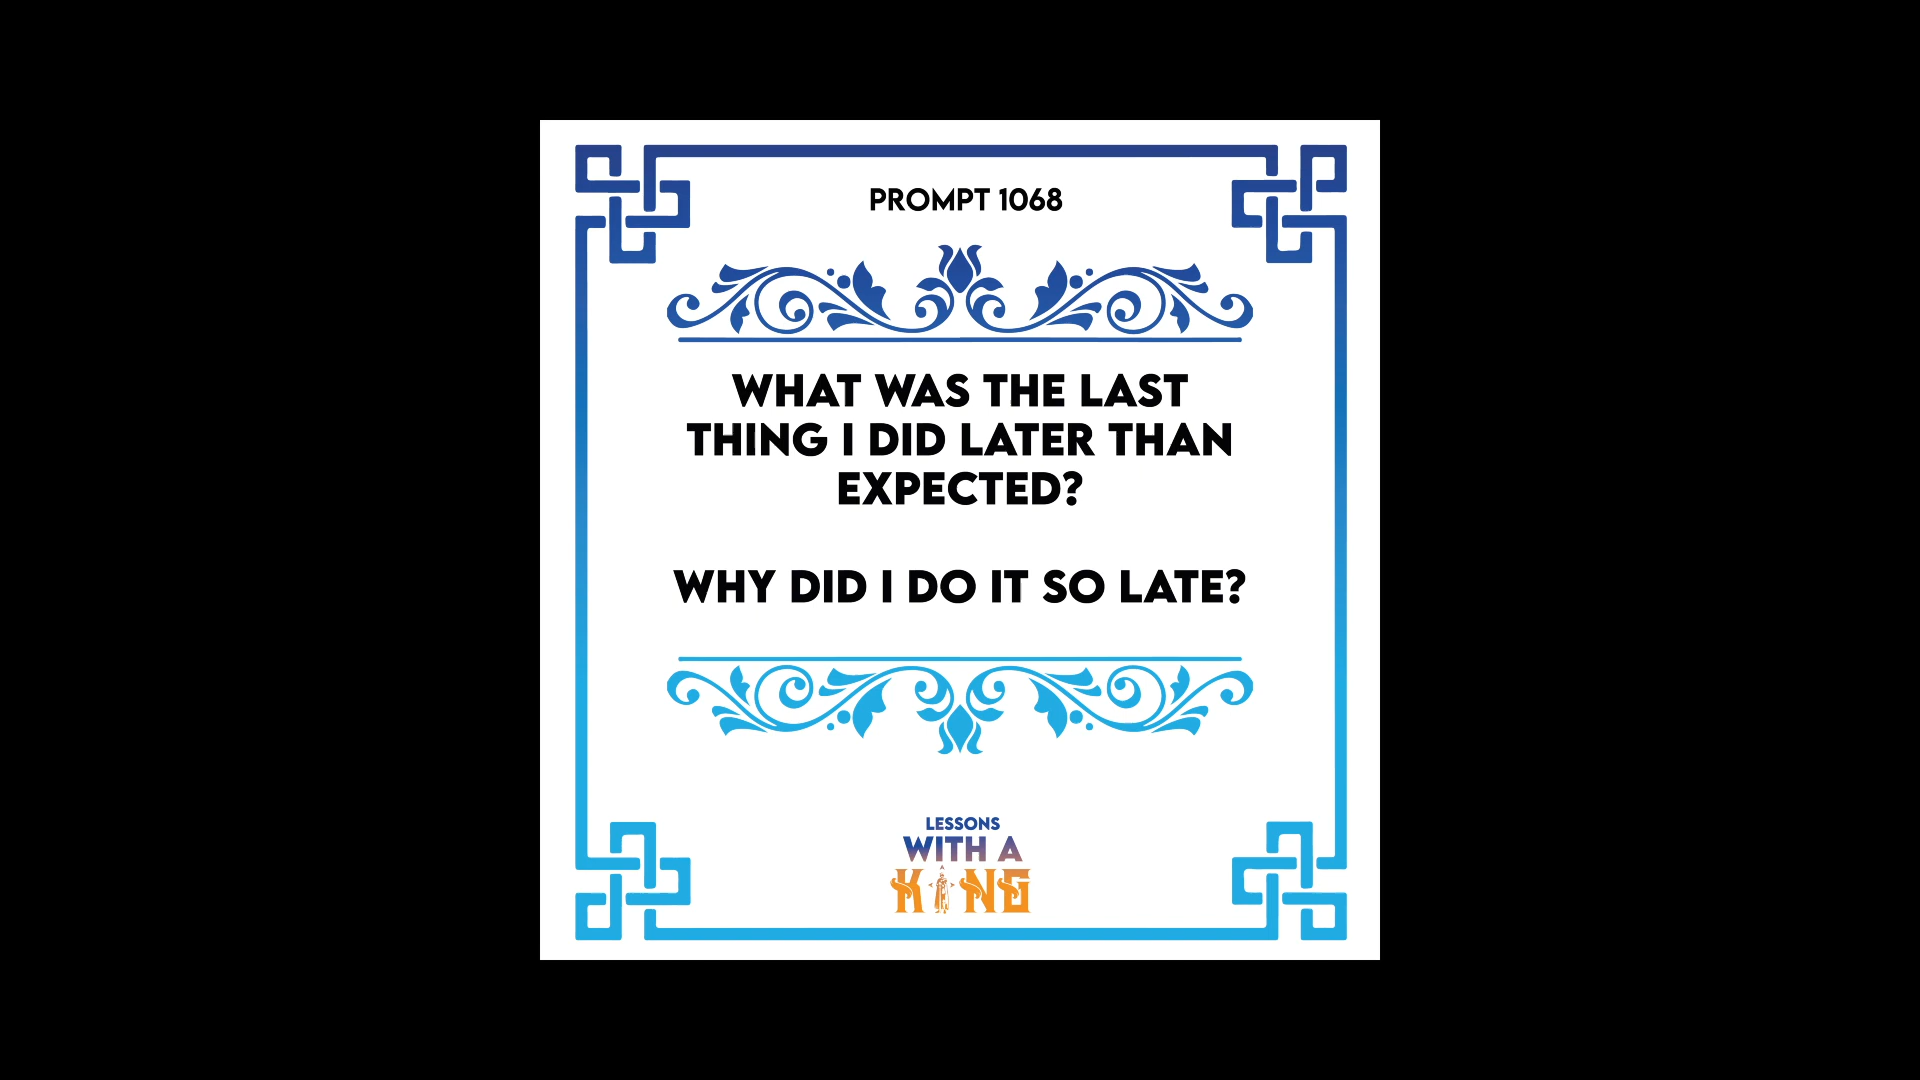 PROMPT 1068
WHAT WAS THE LAST
THING I DID LATER THAN
EXPECTED?
WHY DID I DO IT SO LATE?
LESSONS
WITH A
KING